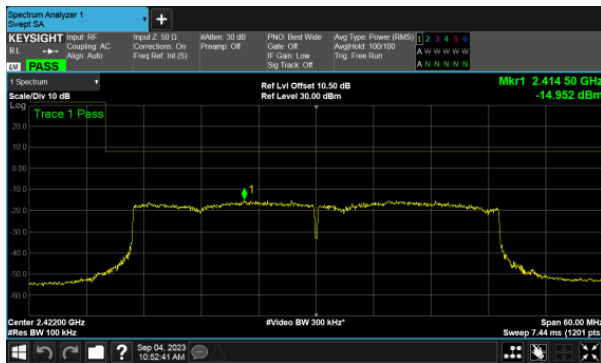 Spectrum Analyzer 1
Swept SA
+
KEYSIGHT Input: RF Input Z: 50 Ω #Atten: 30 dB PNO: Best Wide Avg Type: Power (RMS) 1 2 3 4 5 6
RL Coupling: AC Corrections: On Preamp: Off Gate: Off Avg|Hold: 100/100 A W W W W W
Align: Auto Freq Ref: Int (S) IF Gain: Low Trig: Free Run
LXI PASS Sig Track: Off A N N N N N
1 Spectrum Ref Lvl Offset 10.50 dB Mkr1 2.414 50 GHz
Scale/Div 10 dB Ref Level 30.00 dBm -14.952 dBm
Log
Trace 1 Pass
20.0
10.0
0.00
-10.0
1
-20.0
-30.0
-40.0
-50.0
-60.0
Center 2.42200 GHz #Video BW 300 kHz* Span 60.00 MHz
#Res BW 100 kHz Sweep 7.44 ms (1201 pts)
? Sep 04, 2023
10:52:41 AM